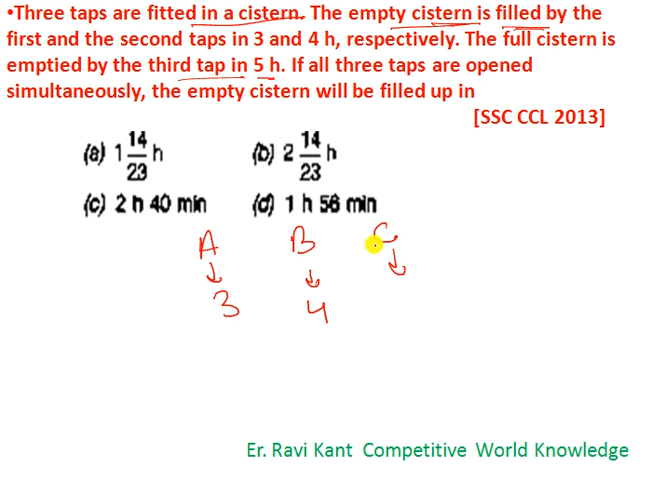 •Three taps are fitted in a cistern. The empty cistern is filled by the
first and the second taps in 3 and 4 h, respectively. The full cistern is
emptied by the third tap in 5 h. If all three taps are opened
simultaneously, the empty cistern will be filled up in
[SSC CCL 2013]
(a) 1 14/23 h (b) 2 14/23 h
(c) 2 h 40 min (d) 1 h 56 min
A B C
3 4
Er. Ravi Kant Competitive World Knowledge